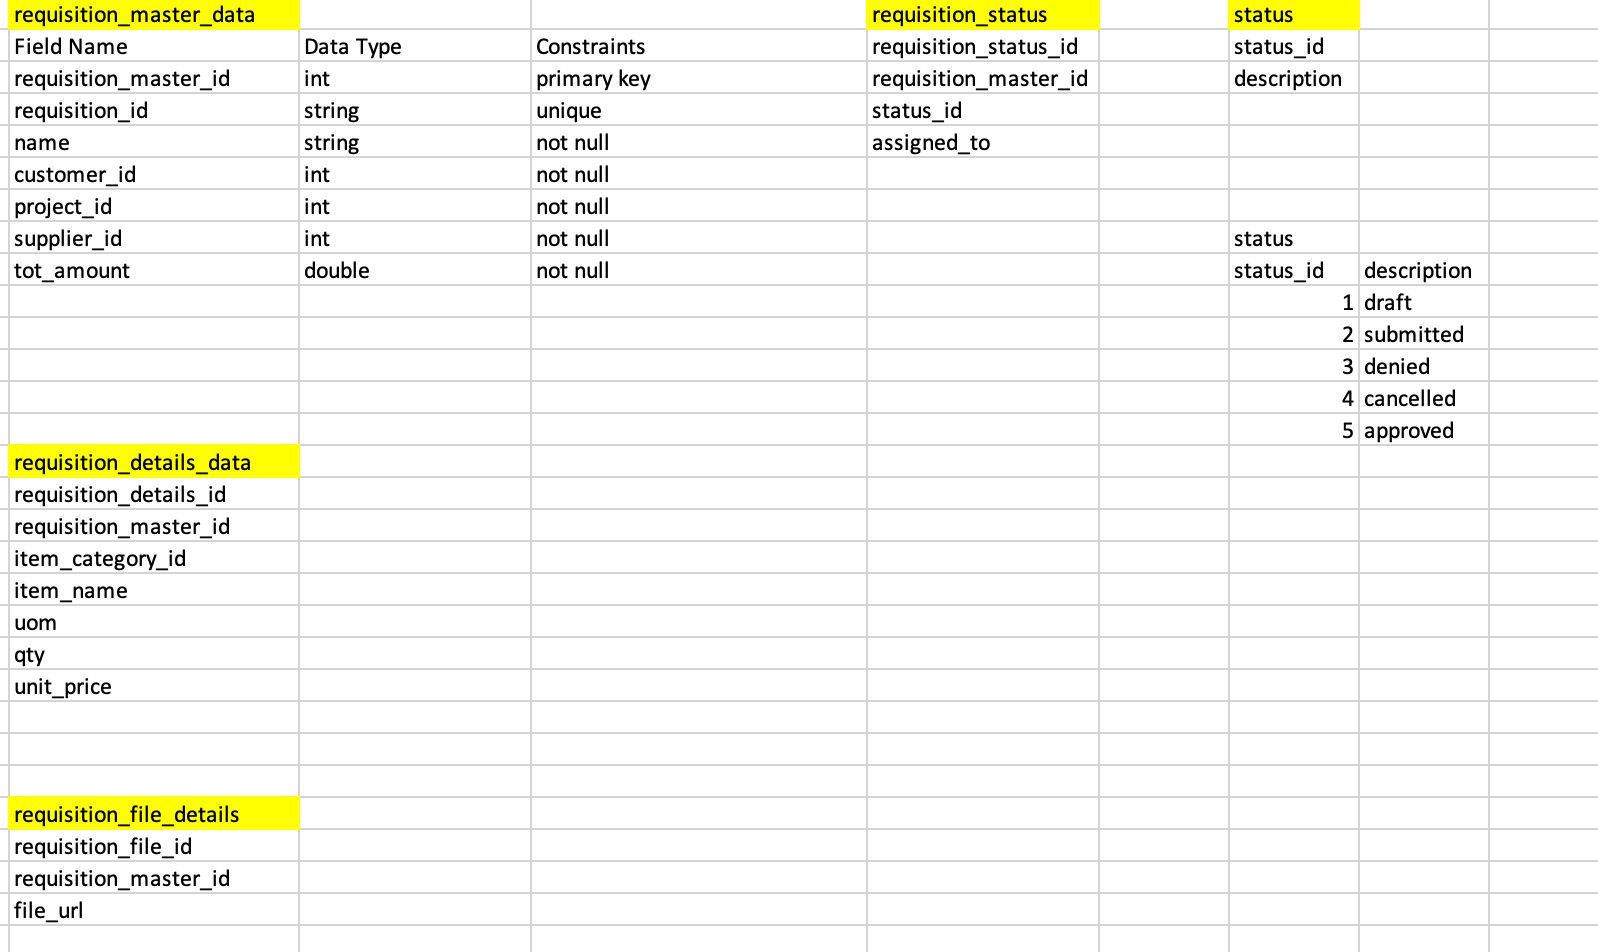 requisition_master_data requisition_status status
Field Name Data Type Constraints requisition_status_id status_id
requisition_master_id int primary key requisition_master_id description
requisition_id string unique status_id
name string not null assigned_to
customer_id int not null
project_id int not null
supplier_id int not null status
tot_amount double not null status_id description
1 draft
2 submitted
3 denied
4 cancelled
5 approved
requisition_details_data
requisition_details_id
requisition_master_id
item_category_id
item_name
uom
qty
unit_price
requisition_file_details
requisition_file_id
requisition_master_id
file_url